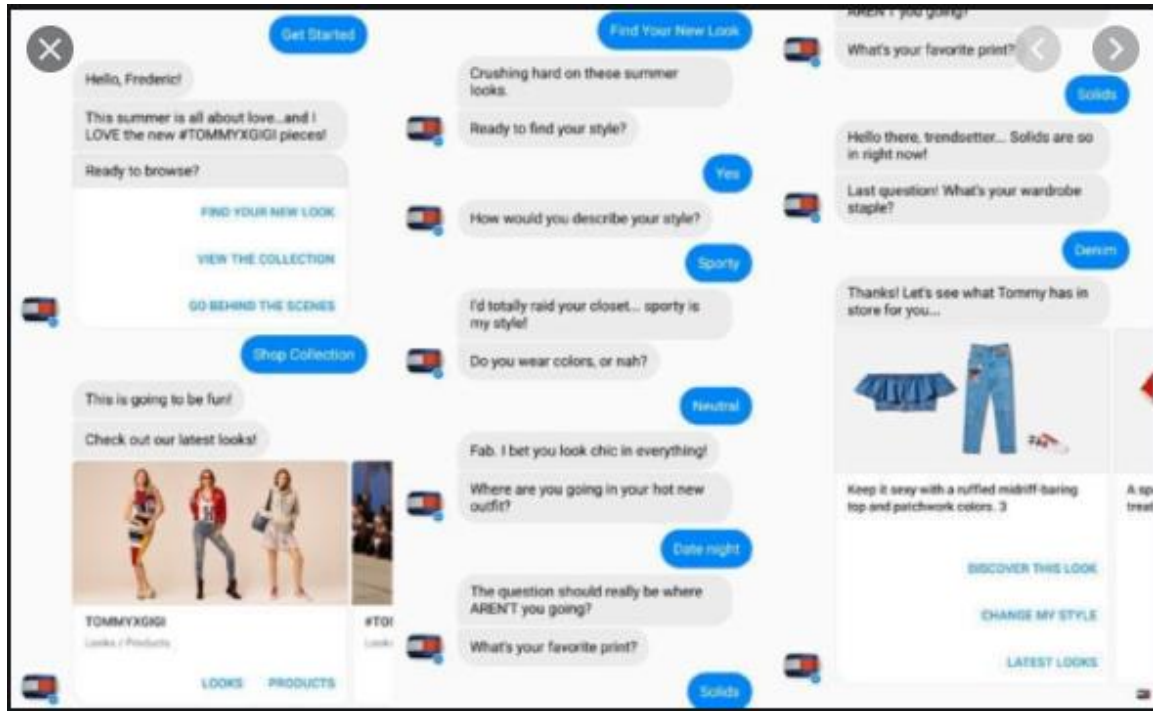 Get Started
Hello, Frederic!
This summer is all about love...and I
LOVE the new #TOMMYXGIGI pieces!
Ready to browse?
FIND YOUR NEW LOOK
VIEW THE COLLECTION
GO BEHIND THE SCENES
Shop Collection
This is going to be fun!
Check out our latest looks!
TOMMYXGIGI
Looks / Products
LOOKS PRODUCTS
Find Your New Look
Crushing hard on these summer
looks.
Ready to find your style?
Yes
How would you describe your style?
Sporty
I'd totally raid your closet... sporty is
my style!
Do you wear colors, or nah?
Neutral
Fab. I bet you look chic in everything!
Where are you going in your hot new
outfit?
Date night
The question should really be where
AREN'T you going?
What's your favorite print?
Solids
AREN'T you going?
What's your favorite print?
Solids
Hello there, trendsetter... Solids are so
in right now!
Last question! What's your wardrobe
staple?
Denim
Thanks! Let's see what Tommy has in
store for you...
Keep it sexy with a ruffled midriff-baring
top and patchwork colors. 3
DISCOVER THIS LOOK
CHANGE MY STYLE
LATEST LOOKS